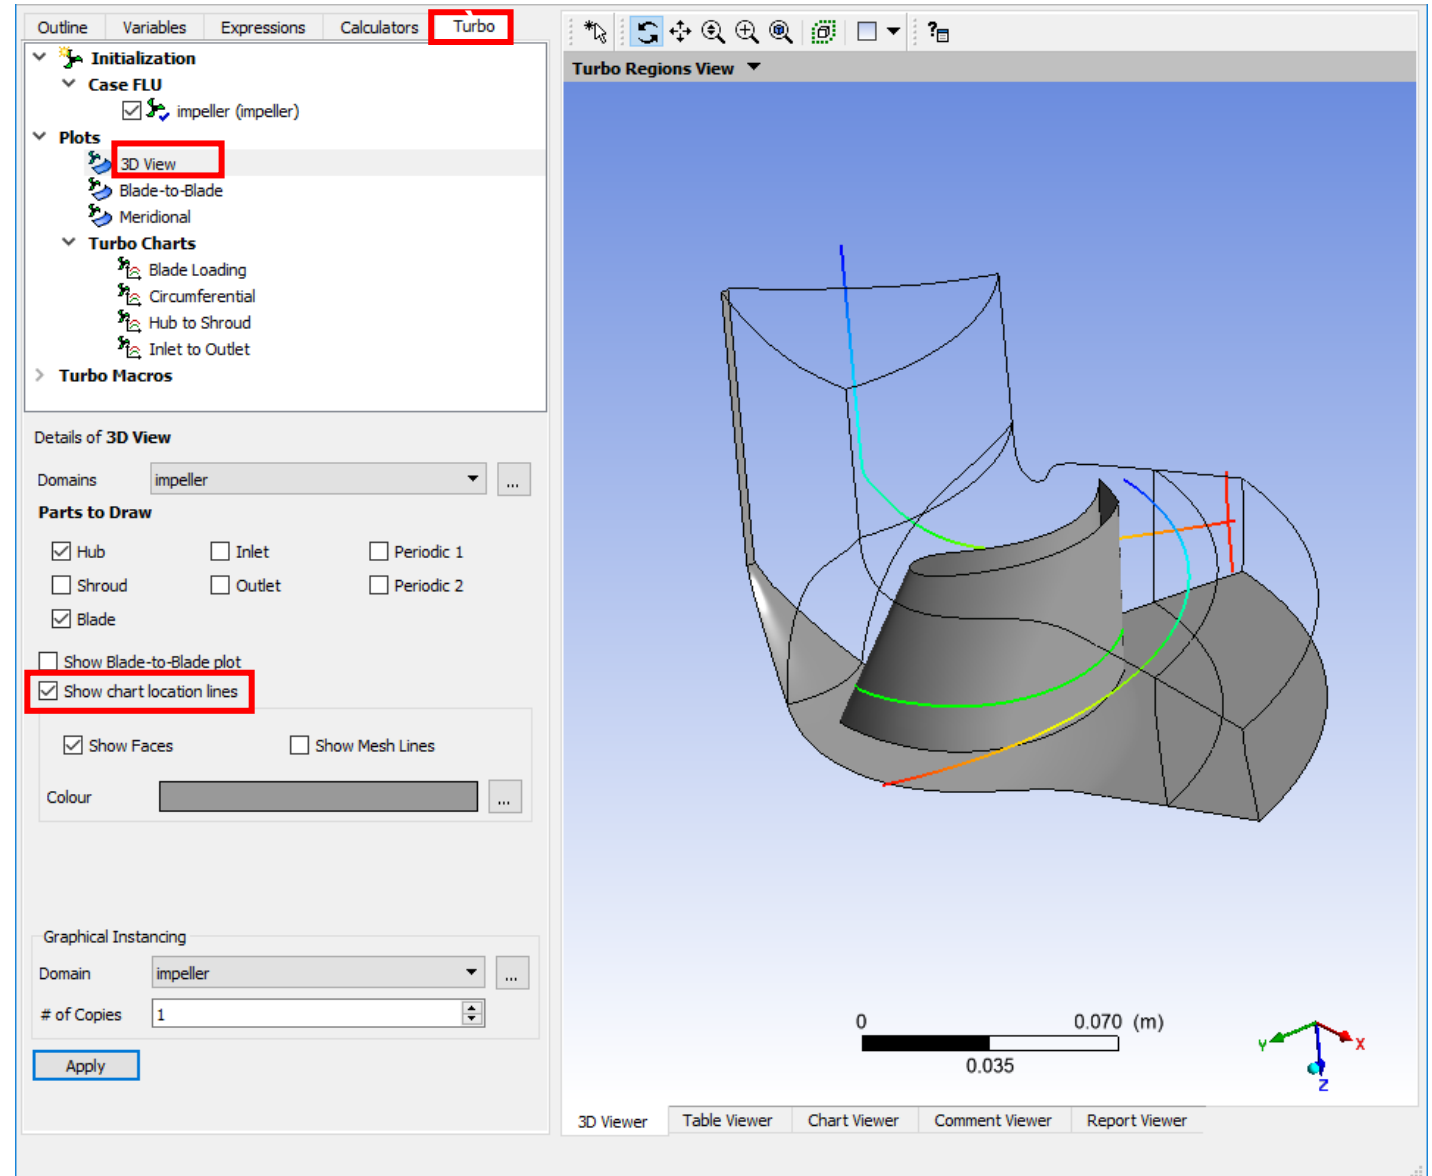 Outline Variables Expressions Calculators Turbo
Initialization
Case FLU
impeller (impeller)
Plots
3D View
Blade-to-Blade
Meridional
Turbo Charts
Blade Loading
Circumferential
Hub to Shroud
Inlet to Outlet
Turbo Macros
Details of 3D View
Domains impeller ...
Parts to Draw
Hub Inlet Periodic 1
Shroud Outlet Periodic 2
Blade
Show Blade-to-Blade plot
Show chart location lines
Show Faces Show Mesh Lines
Colour ...
Graphical Instancing
Domain impeller ...
# of Copies 1
Apply
Turbo Regions View
0 0.070 (m)
0.035
Y X
Z
3D Viewer Table Viewer Chart Viewer Comment Viewer Report Viewer